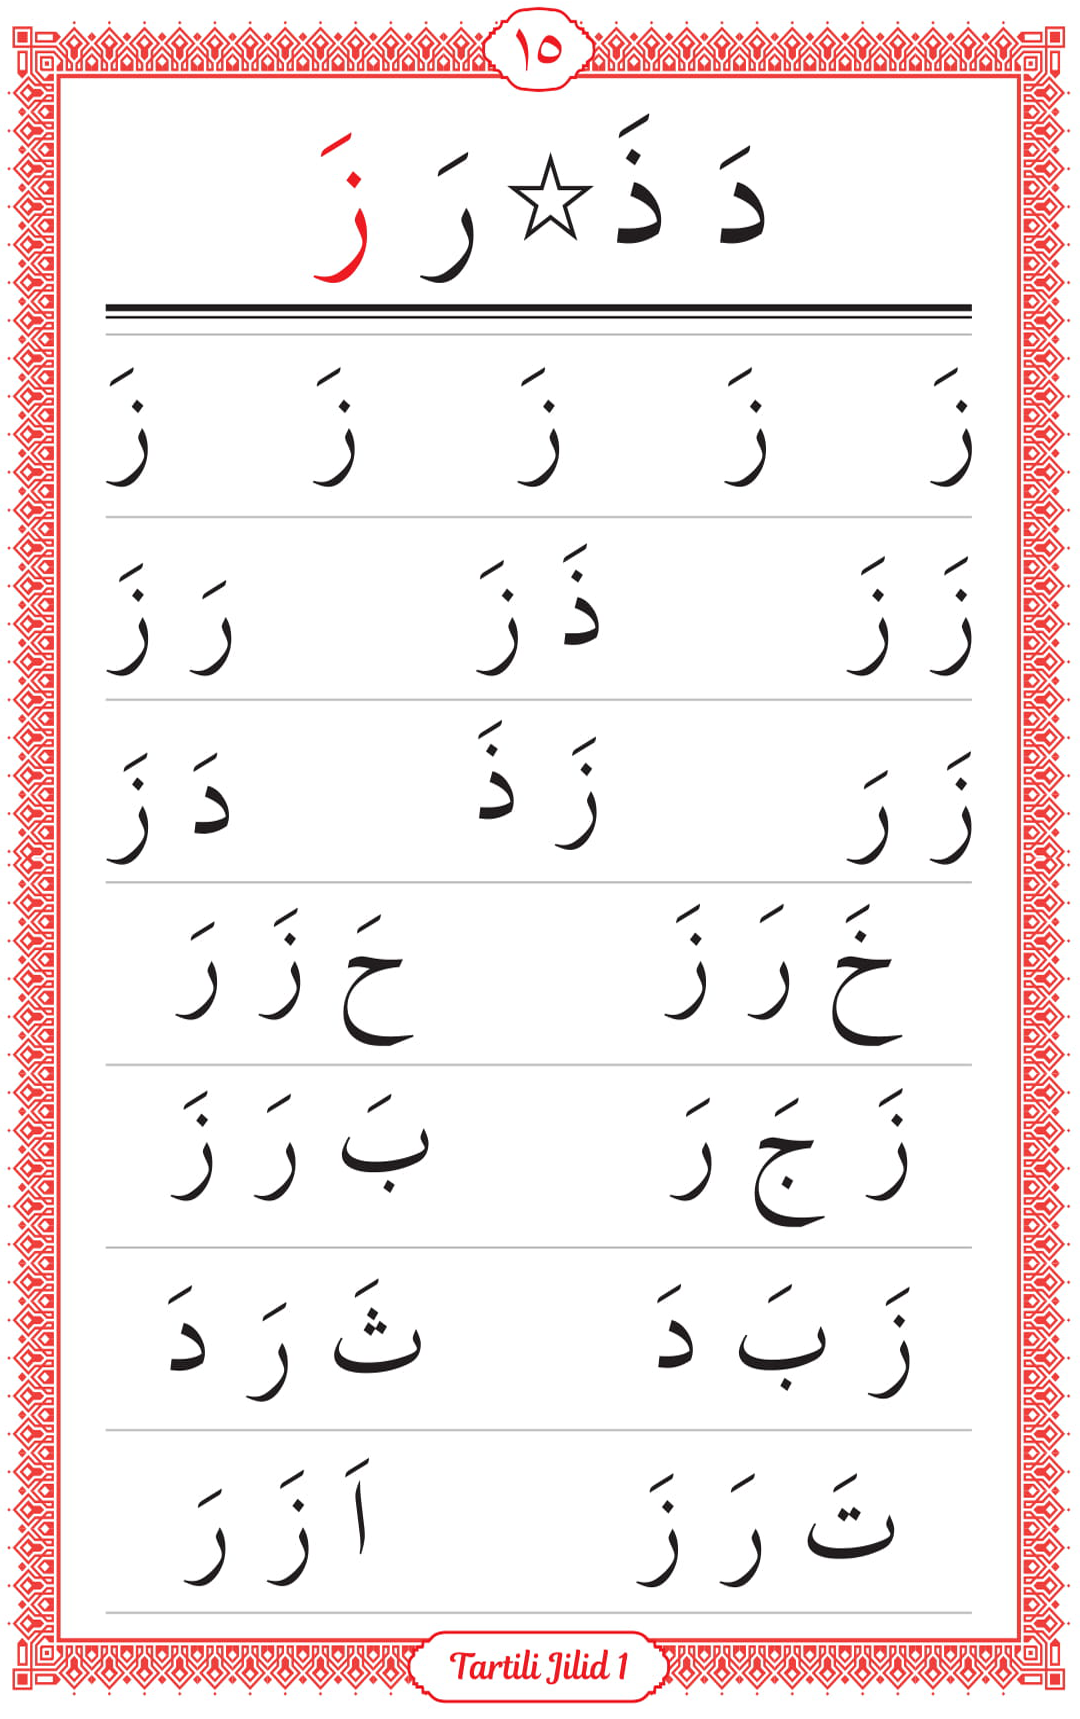 ١٥
دَ ذَ ☆ رَ زَ
زَ زَ زَ زَ زَ
زَ زَ ذَ زَ رَ زَ
زَ رَ زَ ذَ دَ زَ
خَ رَ زَ حَ زَ رَ
زَ جَ رَ بَ رَ زَ
زَ بَ دَ ثَ رَ دَ
تَ رَ زَ اَ زَ رَ
Tartili Jilid 1